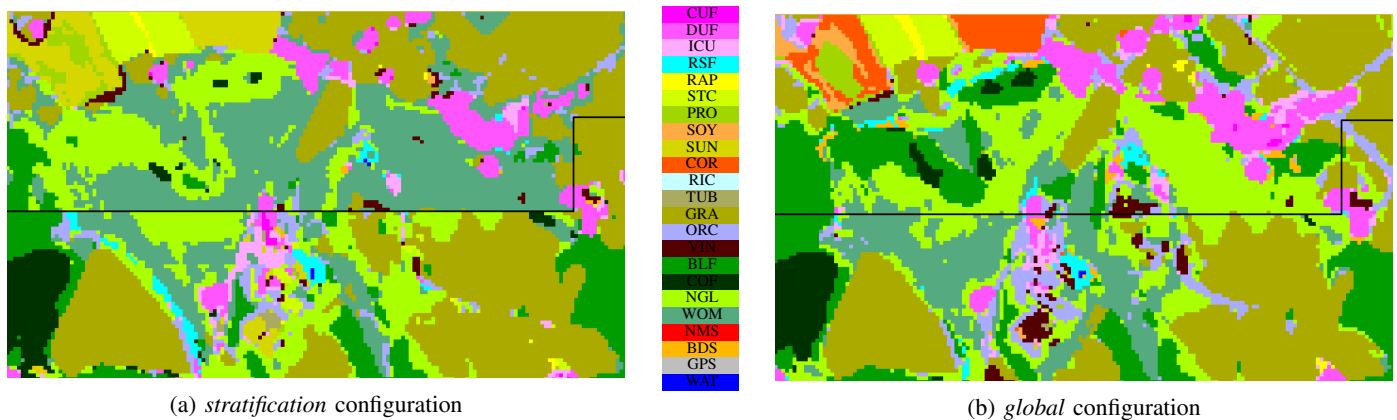 CUF
DUF
ICU
RSF
RAP
STC
PRO
SOY
SUN
COR
RIC
TUB
GRA
ORC
VIN
BLF
COF
NGL
WOM
NMS
BDS
GPS
WAT
(a) stratification configuration
(b) global configuration